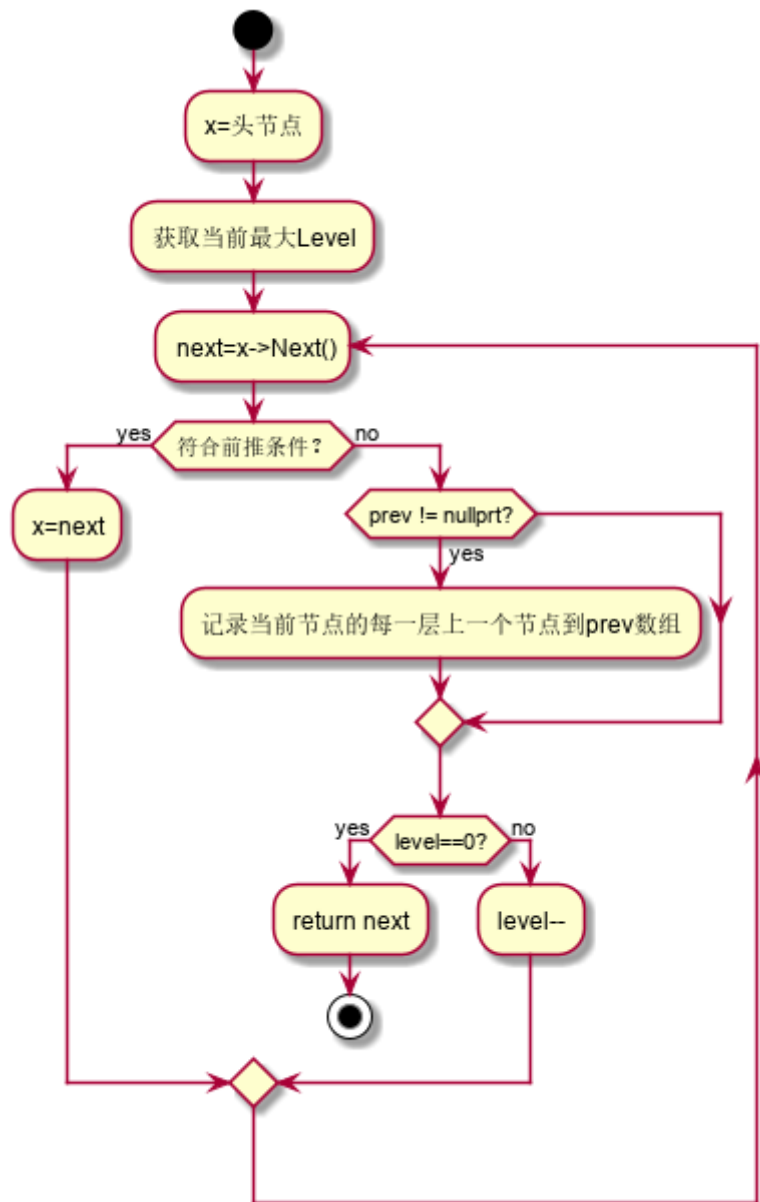 x=头节点
获取当前最大Level
next=x->Next()
yes
符合前推条件？
no
x=next
prev != nullprt?
yes
记录当前节点的每一层上一个节点到prev数组
yes
level==0?
no
return next
level--